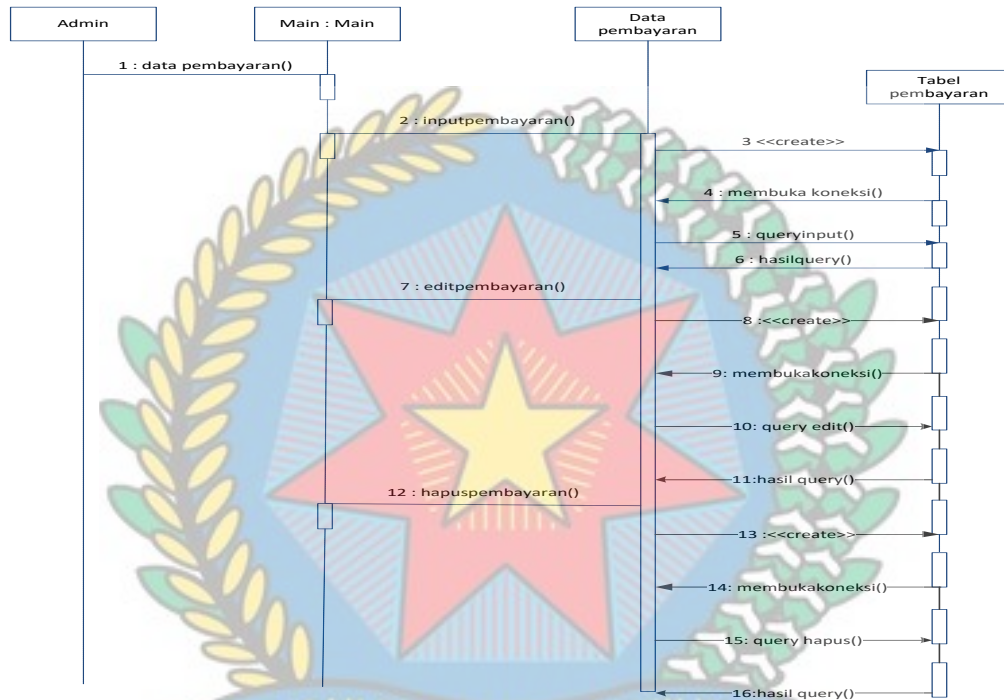 Admin
Main : Main
Data
pembayaran
Tabel
pembayaran
1 : data pembayaran()
2 : inputpembayaran()
3 <<create>>
4 : membuka koneksi()
5 : queryinput()
6 : hasilquery()
7 : editpembayaran()
8 :<<create>>
9: membukakoneksi()
10: query edit()
11:hasil query()
12 : hapuspembayaran()
13 :<<create>>
14: membukakoneksi()
15: query hapus()
16:hasil query()